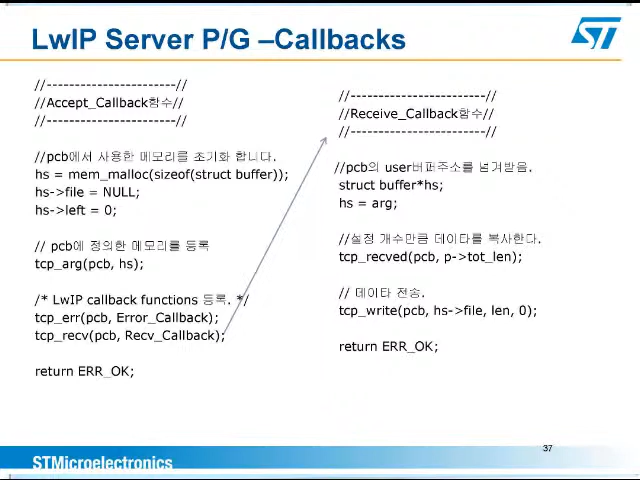 LwIP Server P/G –Callbacks
//-----------------------//
//Accept_Callback함수//
//-----------------------//
//pcb에서 사용한 메모리를 초기화 합니다.
hs = mem_malloc(sizeof(struct buffer));
hs->file = NULL;
hs->left = 0;
// pcb에 정의한 메모리를 등록
tcp_arg(pcb, hs);
/* LwIP callback functions 등록. */
tcp_err(pcb, Error_Callback);
tcp_recv(pcb, Recv_Callback);
return ERR_OK;
//------------------------//
//Receive_Callback함수//
//------------------------//
//pcb의 user버퍼주소를 넘겨받음.
struct buffer*hs;
hs = arg;
//설정 개수만큼 데이타를 복사한다.
tcp_recved(pcb, p->tot_len);
// 데이타 전송.
tcp_write(pcb, hs->file, len, 0);
return ERR_OK;
37
STMicroelectronics